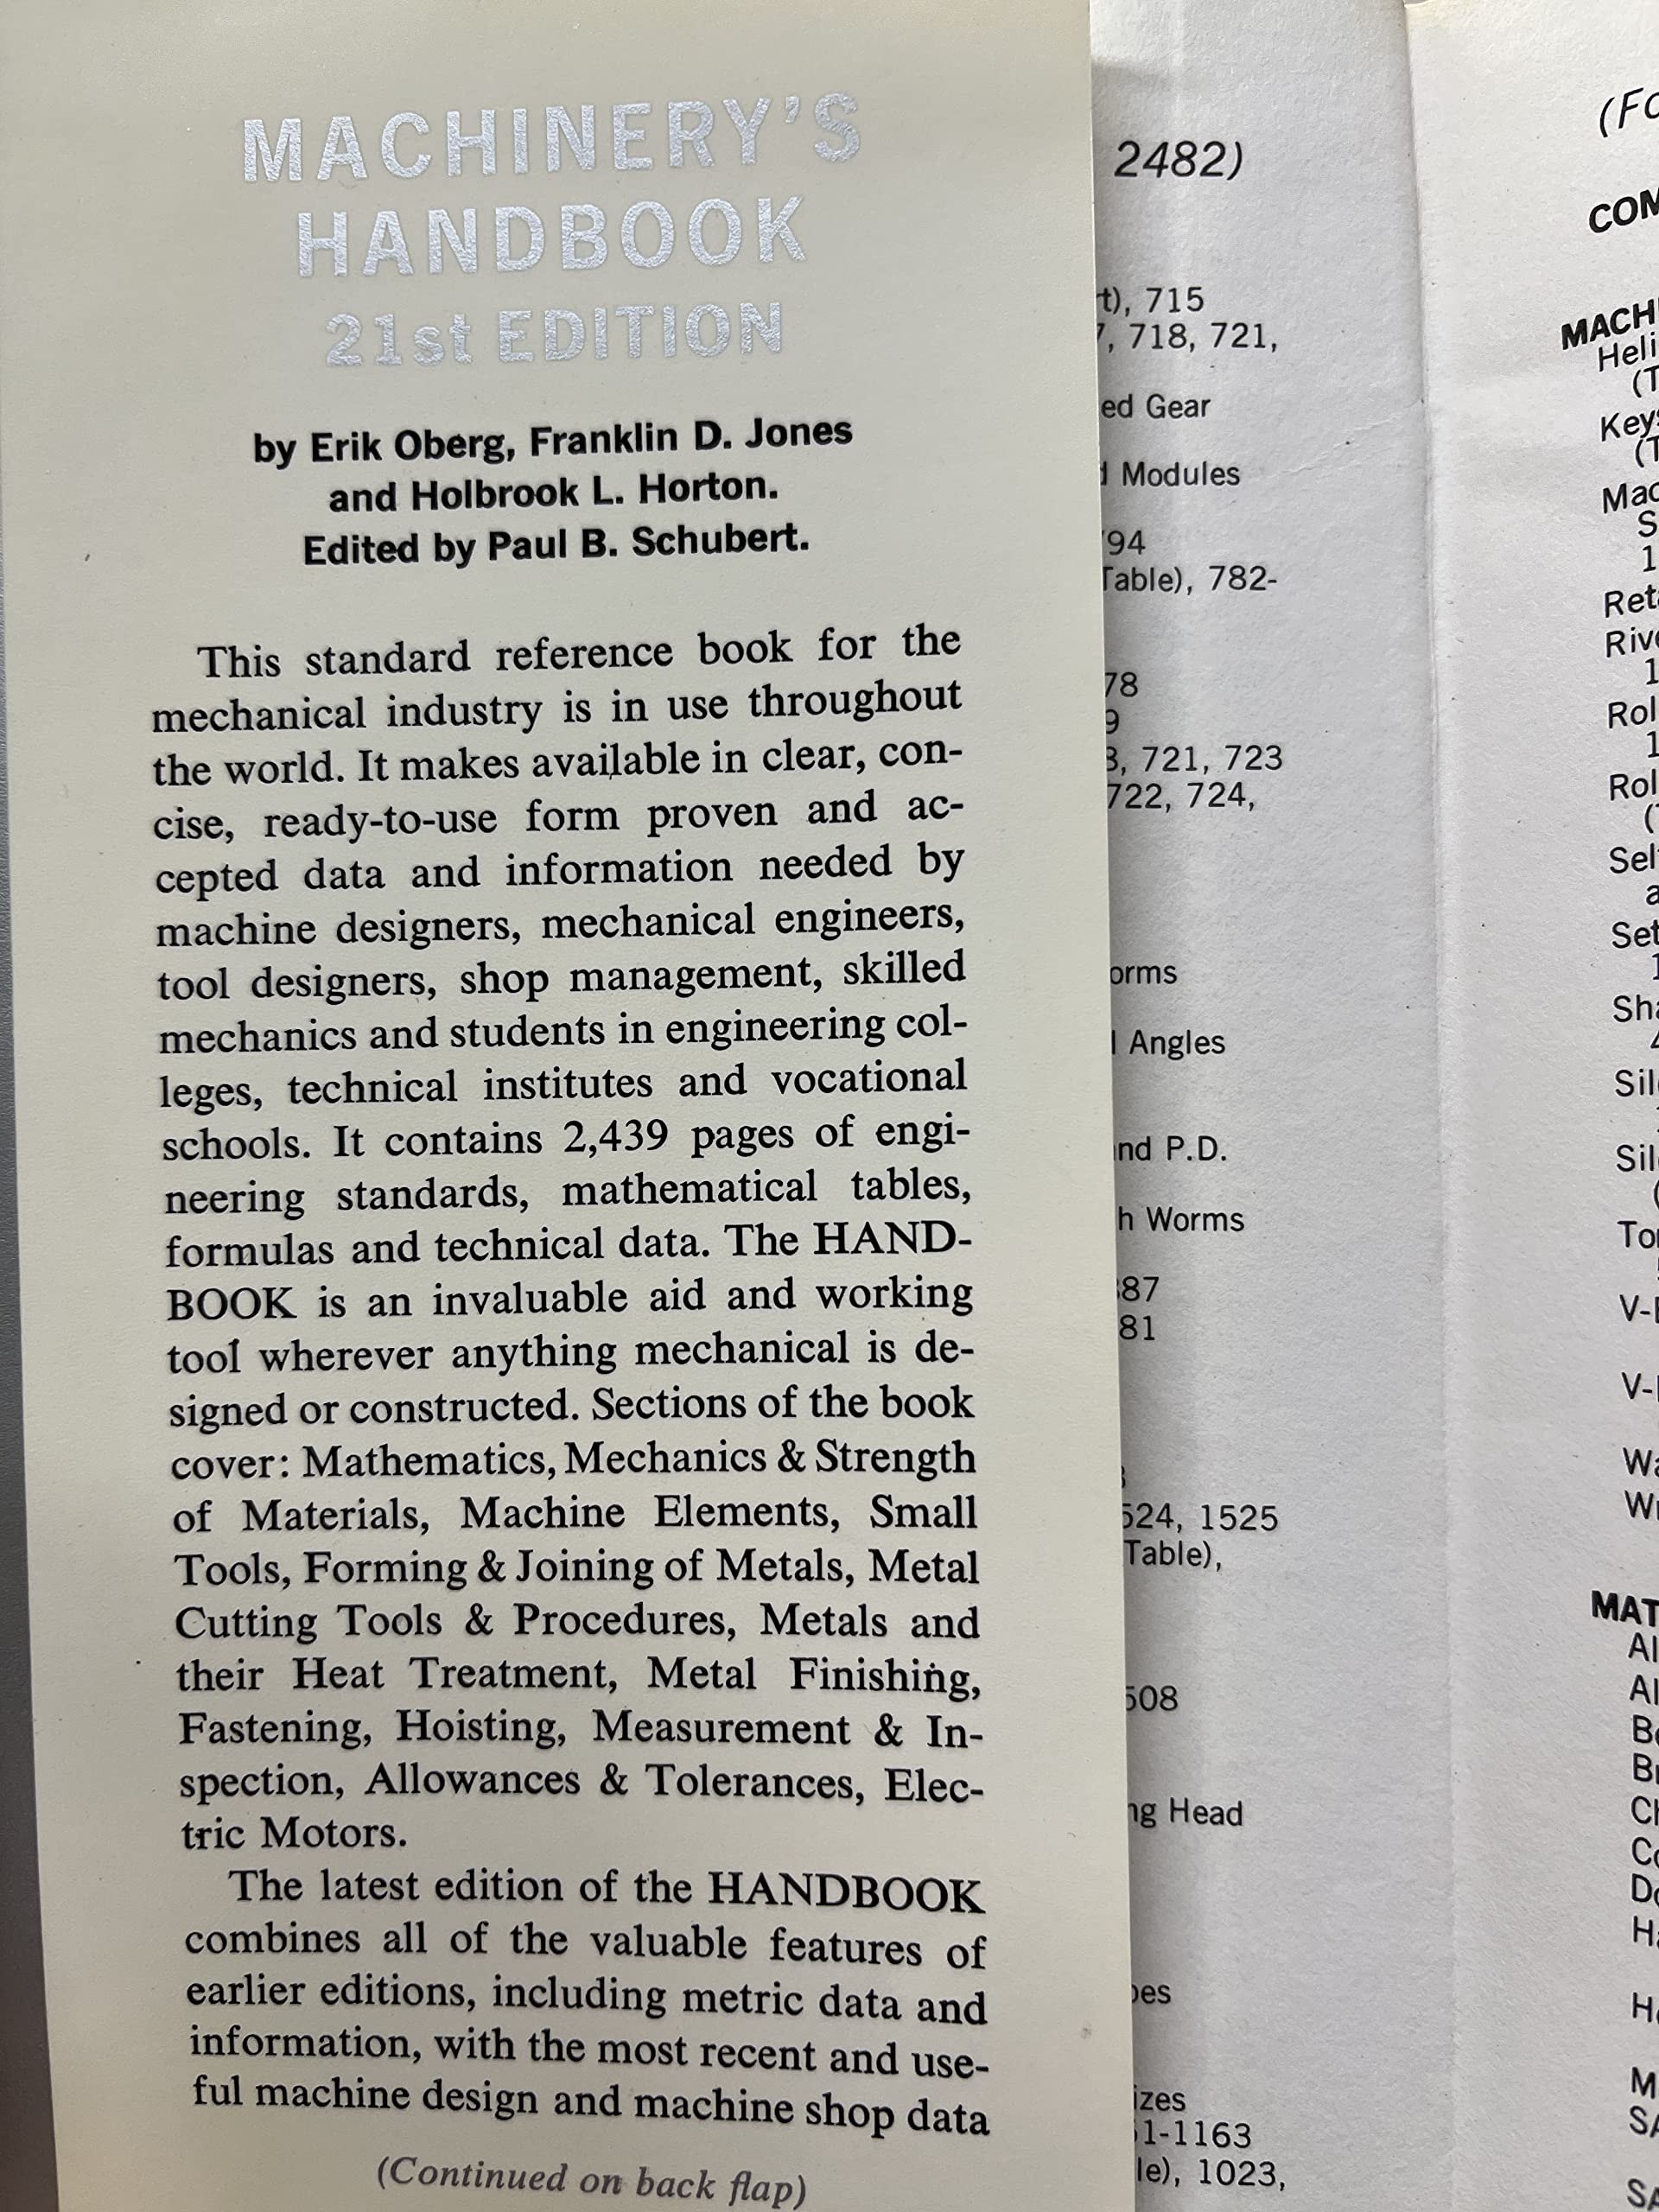 MACHINERY'S
HANDBOOK
21st EDITION
by Erik Oberg, Franklin D. Jones
and Holbrook L. Horton.
Edited by Paul B. Schubert.
This standard reference book for the
mechanical industry is in use throughout
the world. It makes available in clear, con-
cise, ready-to-use form proven and ac-
cepted data and information needed by
machine designers, mechanical engineers,
tool designers, shop management, skilled
mechanics and students in engineering col-
leges, technical institutes and vocational
schools. It contains 2,439 pages of engi-
neering standards, mathematical tables,
formulas and technical data. The HAND-
BOOK is an invaluable aid and working
tool wherever anything mechanical is de-
signed or constructed. Sections of the book
cover: Mathematics, Mechanics & Strength
of Materials, Machine Elements, Small
Tools, Forming & Joining of Metals, Metal
Cutting Tools & Procedures, Metals and
their Heat Treatment, Metal Finishing,
Fastening, Hoisting, Measurement & In-
spection, Allowances & Tolerances, Elec-
tric Motors.
The latest edition of the HANDBOOK
combines all of the valuable features of
earlier editions, including metric data and
information, with the most recent and use-
ful machine design and machine shop data
(Continued on back flap)
2482)
715
718, 721,
Gear
Modules
782-
721, 723
722, 724,
Angles
P.D.
Worms
1525
Table),
Head
1023,